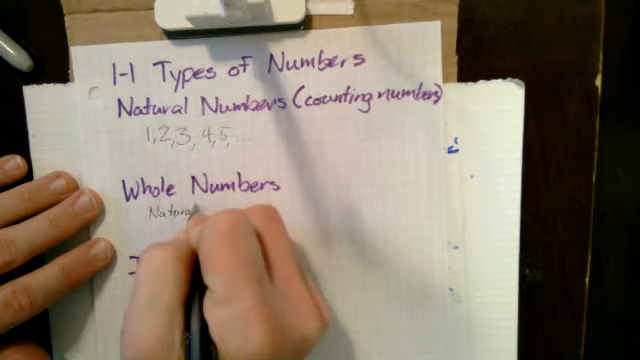 1-1 Types of Numbers
Natural Numbers (counting numbers)
1,2,3,4,5,...
Whole Numbers